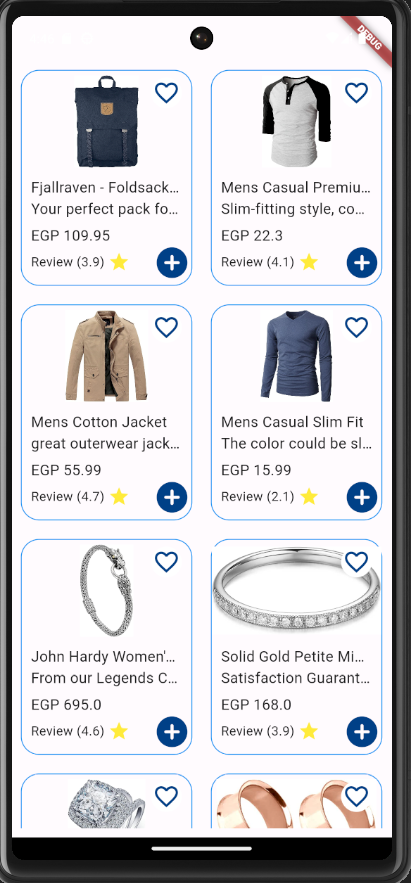 DEBUG
Fjallraven - Foldsack...
Your perfect pack fo...
EGP 109.95
Review (3.9)
Mens Casual Premiu...
Slim-fitting style, co...
EGP 22.3
Review (4.1)
Mens Cotton Jacket
great outerwear jack...
EGP 55.99
Review (4.7)
Mens Casual Slim Fit
The color could be sl...
EGP 15.99
Review (2.1)
John Hardy Women'...
From our Legends C...
EGP 695.0
Review (4.6)
Solid Gold Petite Mi...
Satisfaction Guarant...
EGP 168.0
Review (3.9)